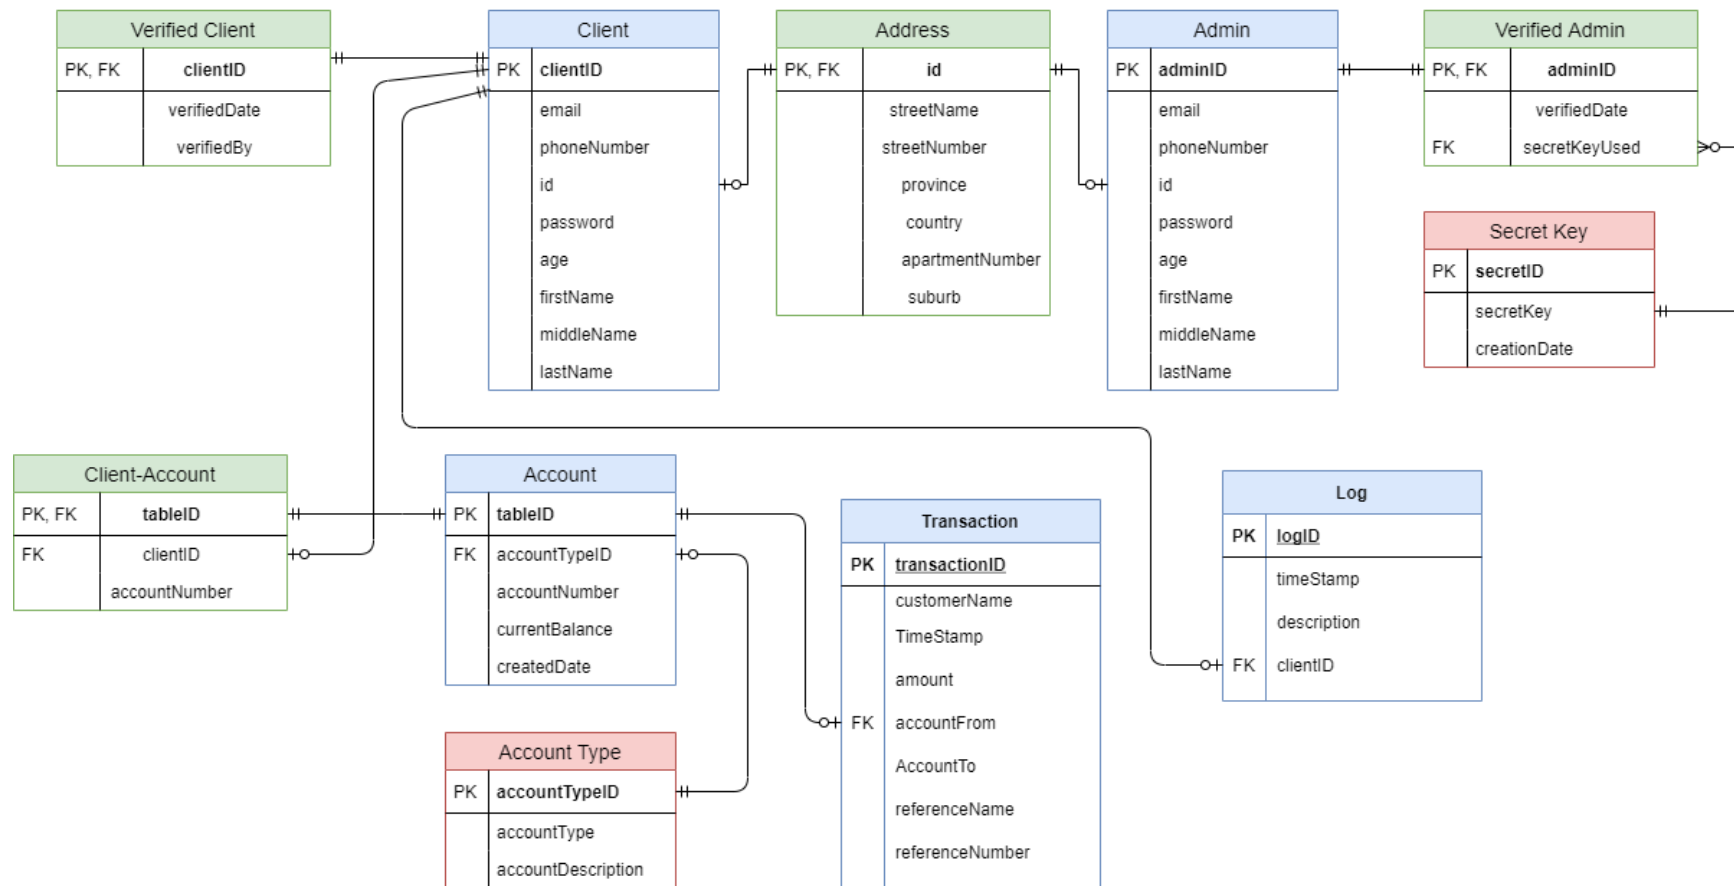 Verified Client
PK, FK clientID
verifiedDate
verifiedBy
Client
PK clientID
email
phoneNumber
id
password
age
firstName
middleName
lastName
Address
PK, FK id
streetName
streetNumber
province
country
apartmentNumber
suburb
Admin
PK adminID
email
phoneNumber
id
password
age
firstName
middleName
lastName
Verified Admin
PK, FK adminID
verifiedDate
FK secretKeyUsed
Secret Key
PK secretID
secretKey
creationDate
Client-Account
PK, FK tableID
FK clientID
accountNumber
Account
PK tableID
FK accountTypeID
accountNumber
currentBalance
createdDate
Account Type
PK accountTypeID
accountType
accountDescription
Transaction
PK transactionID
customerName
TimeStamp
amount
FK accountFrom
AccountTo
referenceName
referenceNumber
Log
PK logID
timeStamp
description
FK clientID